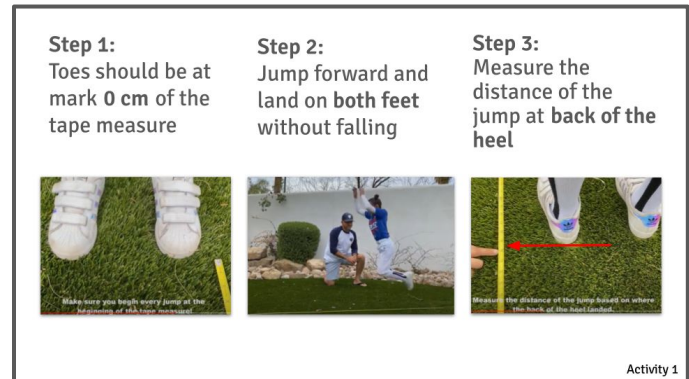 Step 1:
Toes should be at
mark 0 cm of the
tape measure
Step 2:
Jump forward and
land on both feet
without falling
Step 3:
Measure the
distance of the
jump at back of the
heel
Make sure you begin every jump at the
beginning of the tape measure!
Measure the distance of the jump based on where
the back of the heel landed.
Activity 1